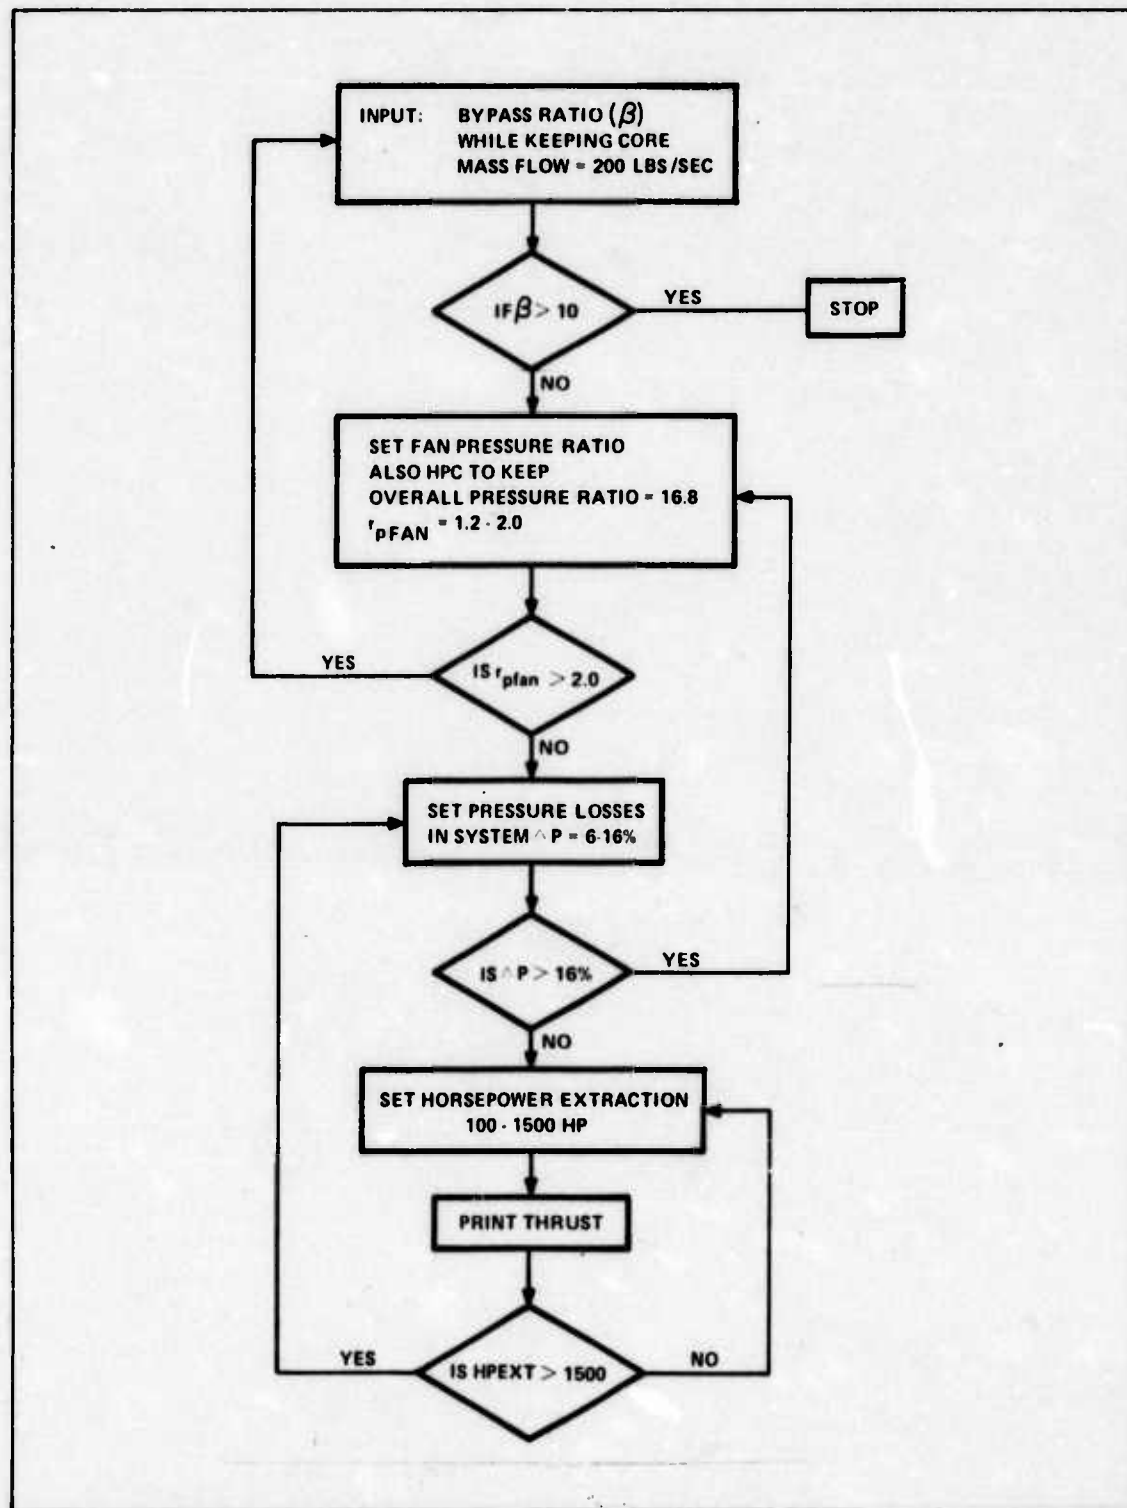 INPUT: BYPASS RATIO (β)
WHILE KEEPING CORE
MASS FLOW = 200 LBS/SEC
IF β > 10
YES
STOP
NO
SET FAN PRESSURE RATIO
ALSO HPC TO KEEP
OVERALL PRESSURE RATIO = 16.8
rpFAN = 1.2 - 2.0
YES
IS rpfan > 2.0
NO
SET PRESSURE LOSSES
IN SYSTEM △P = 6-16%
IS △P > 16%
YES
NO
SET HORSEPOWER EXTRACTION
100 - 1500 HP
PRINT THRUST
YES
IS HPEXT > 1500
NO